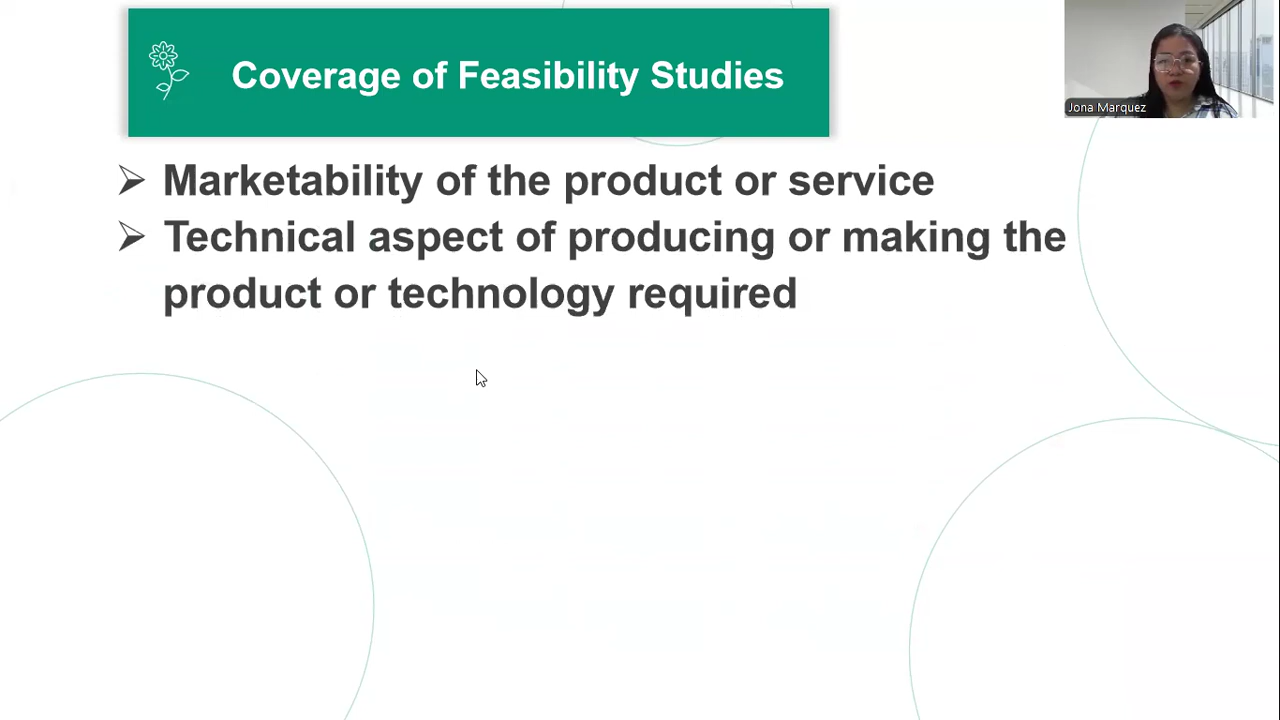 Coverage of Feasibility Studies
Jona Marquez
➢ Marketability of the product or service
➢ Technical aspect of producing or making the
product or technology required